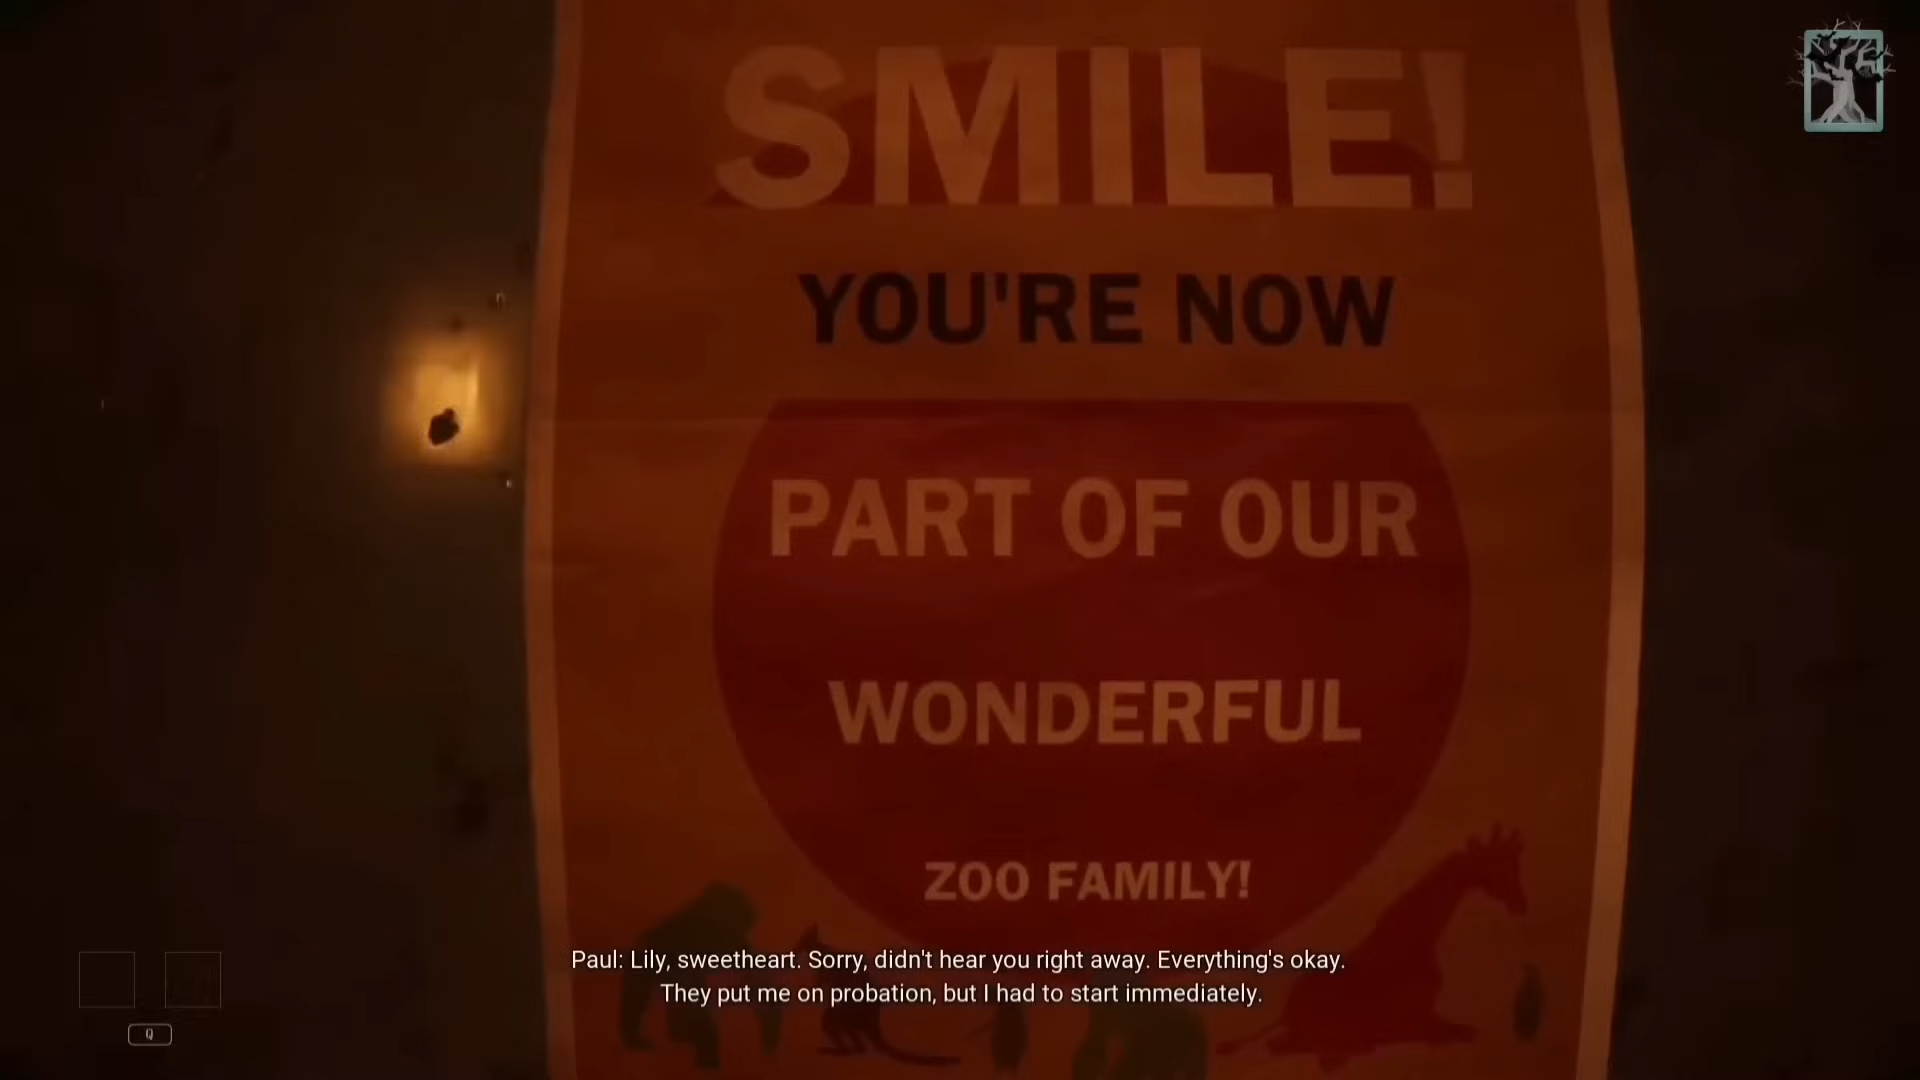 SMILE!
YOU'RE NOW
PART OF OUR
WONDERFUL
ZOO FAMILY!
Paul: Lily, sweetheart. Sorry, didn't hear you right away. Everything's okay.
They put me on probation, but I had to start immediately.
Q